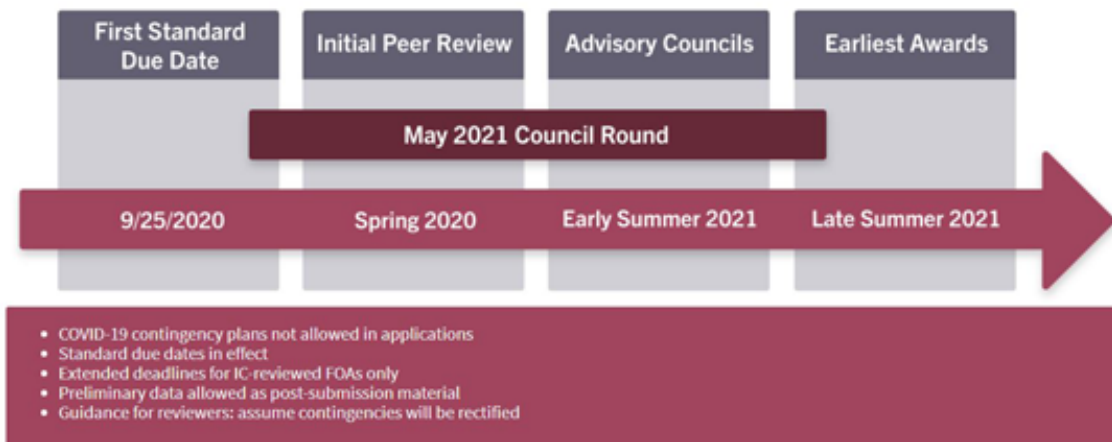 First Standard
Due Date
Initial Peer Review
Advisory Councils
Earliest Awards
May 2021 Council Round
9/25/2020
Spring 2020
Early Summer 2021
Late Summer 2021
• COVID-19 contingency plans not allowed in applications
• Standard due dates in effect
• Extended deadlines for IC-reviewed FOAs only
• Preliminary data allowed as post-submission material
• Guidance for reviewers: assume contingencies will be rectified